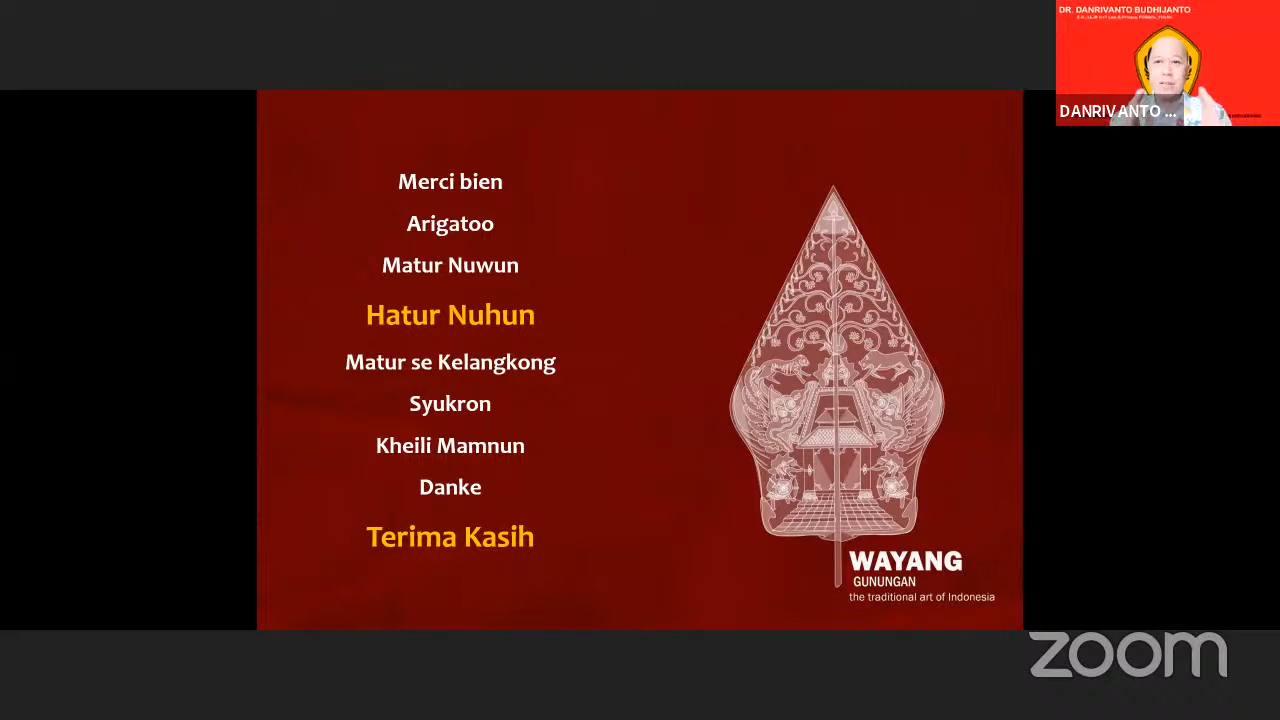 DR. DANRIVANTO BUDHIJANTO
DANRIVANTO ...
Merci bien
Arigatoo
Matur Nuwun
Hatur Nuhun
Matur se Kelangkong
Syukron
Kheili Mamnun
Danke
Terima Kasih
WAYANG
GUNUNGAN
the traditional art of Indonesia
zoom